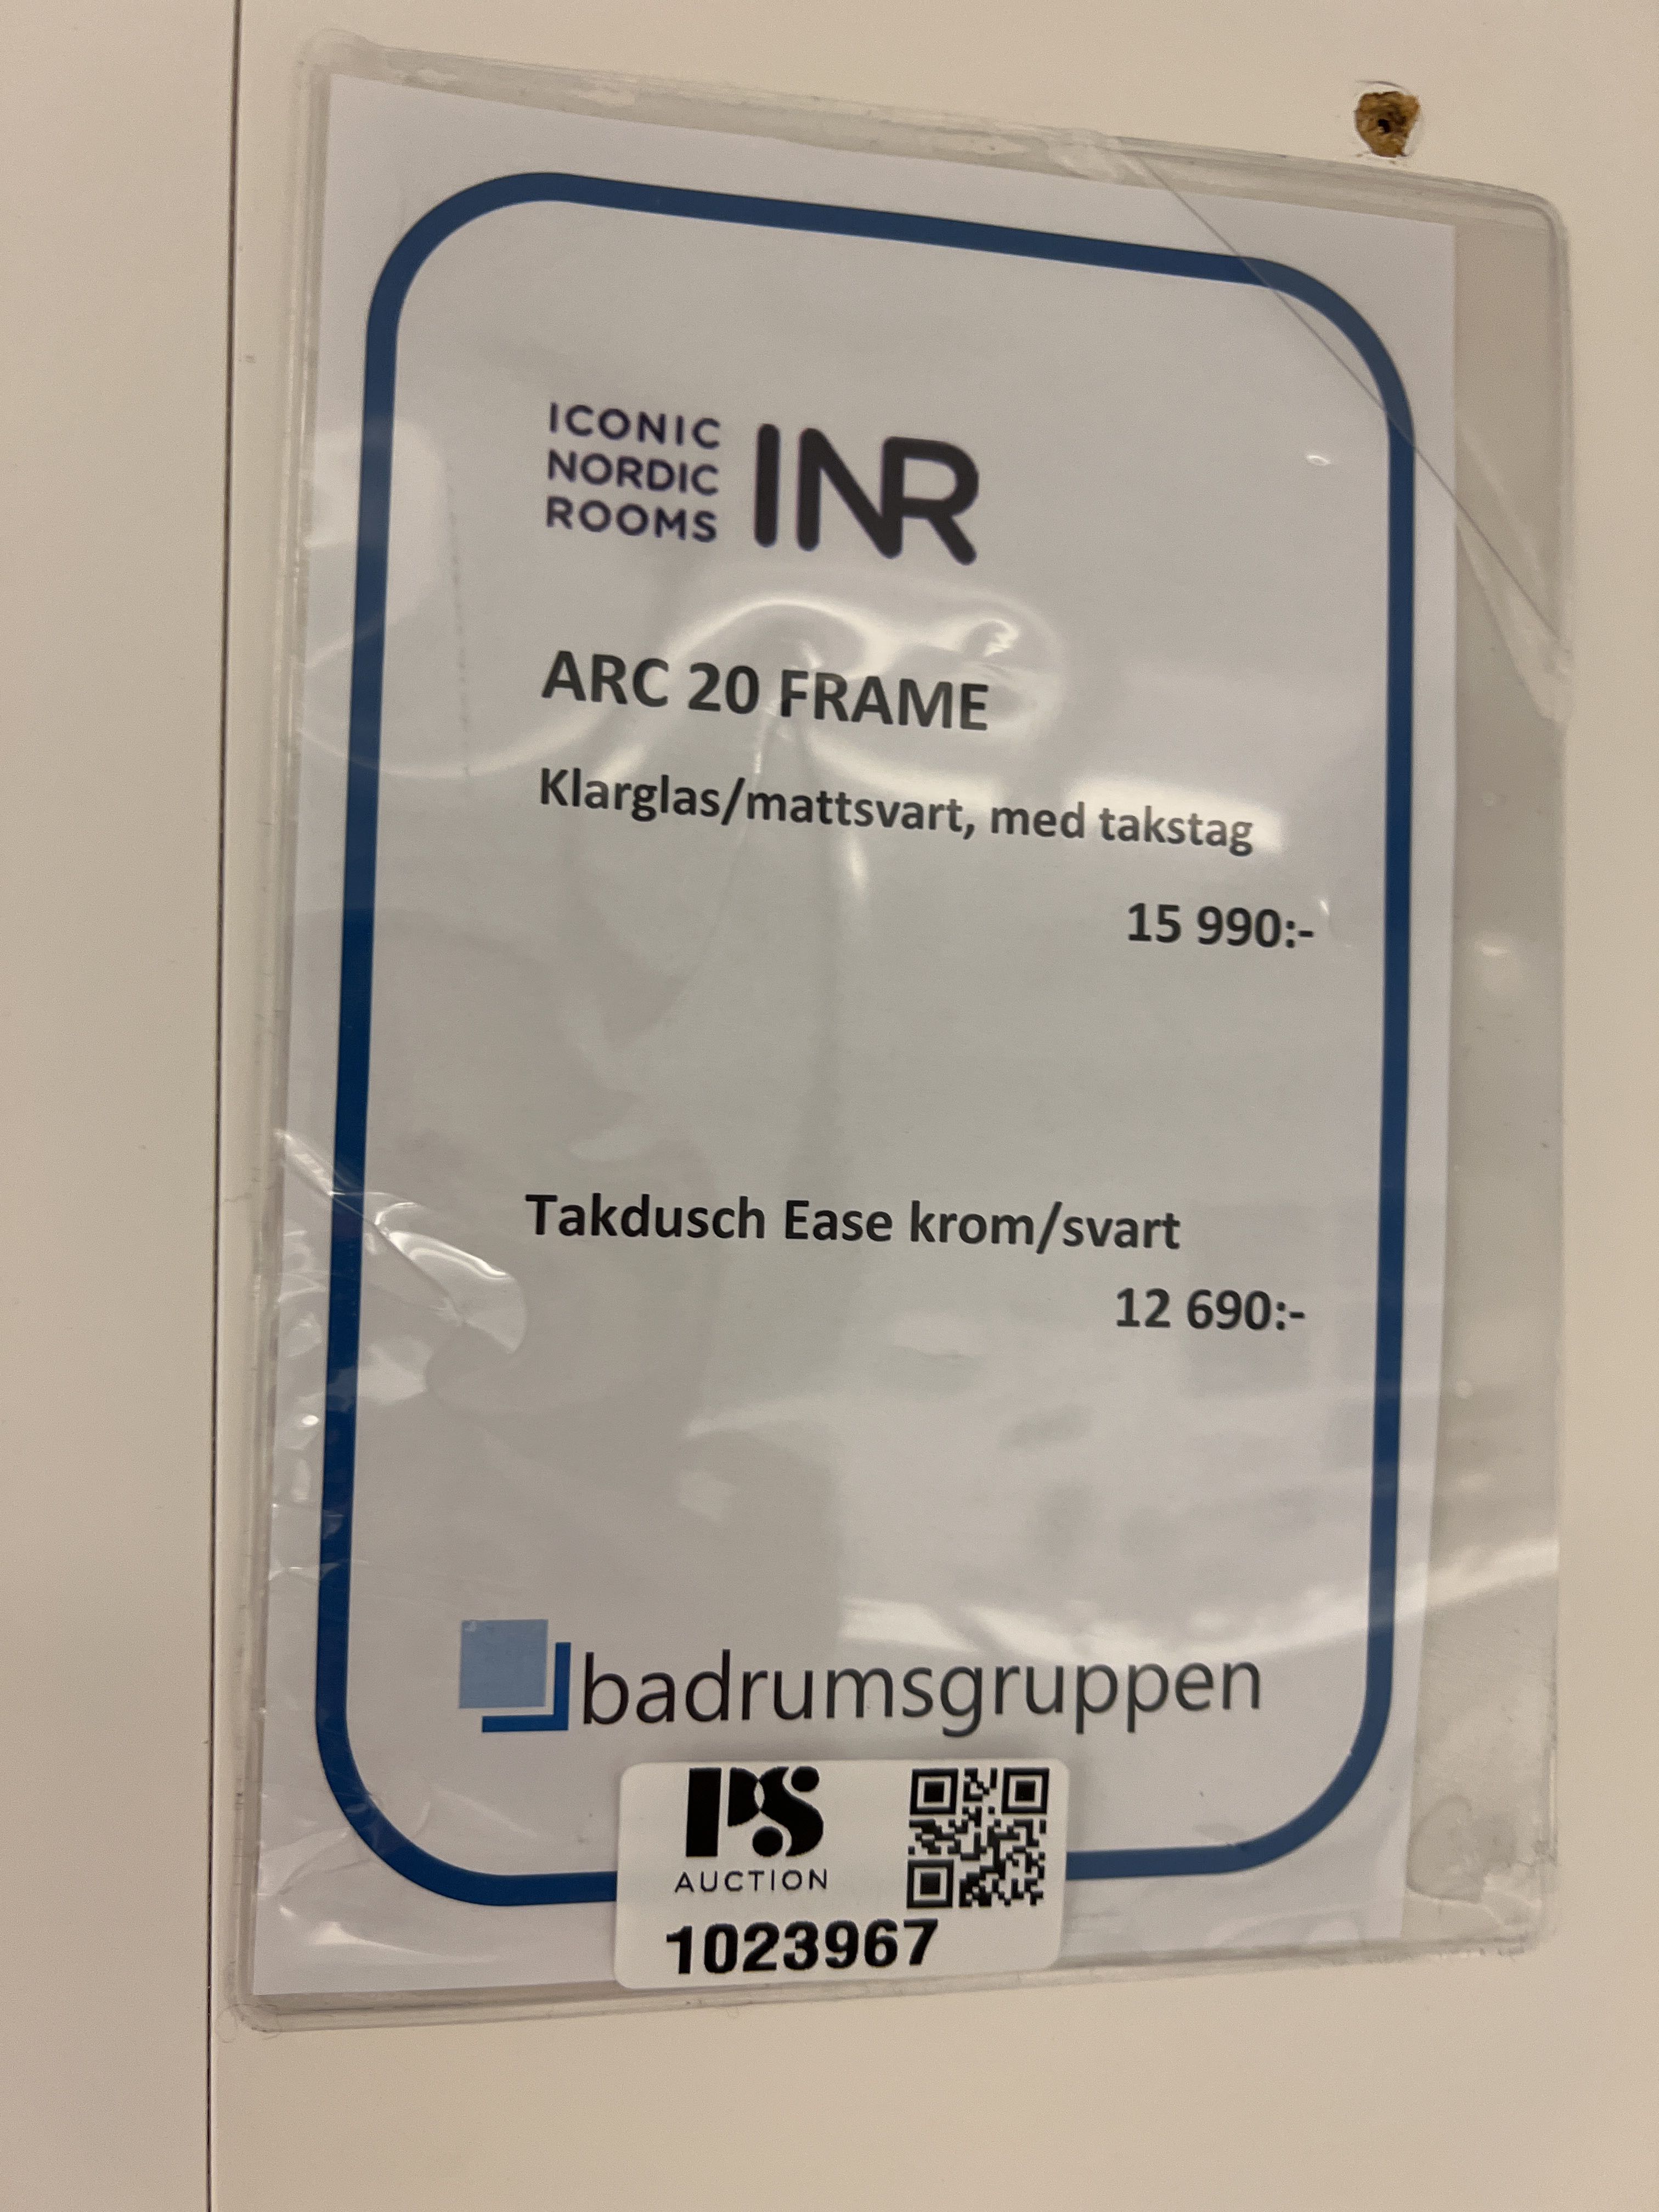 ICONIC
NORDIC
ROOMS
INR
ARC 20 FRAME
Klarglas/mattsvart, med takstag
15 990:-
Takdusch Ease krom/svart
12 690:-
badrumsgruppen
PS
AUCTION
1023967